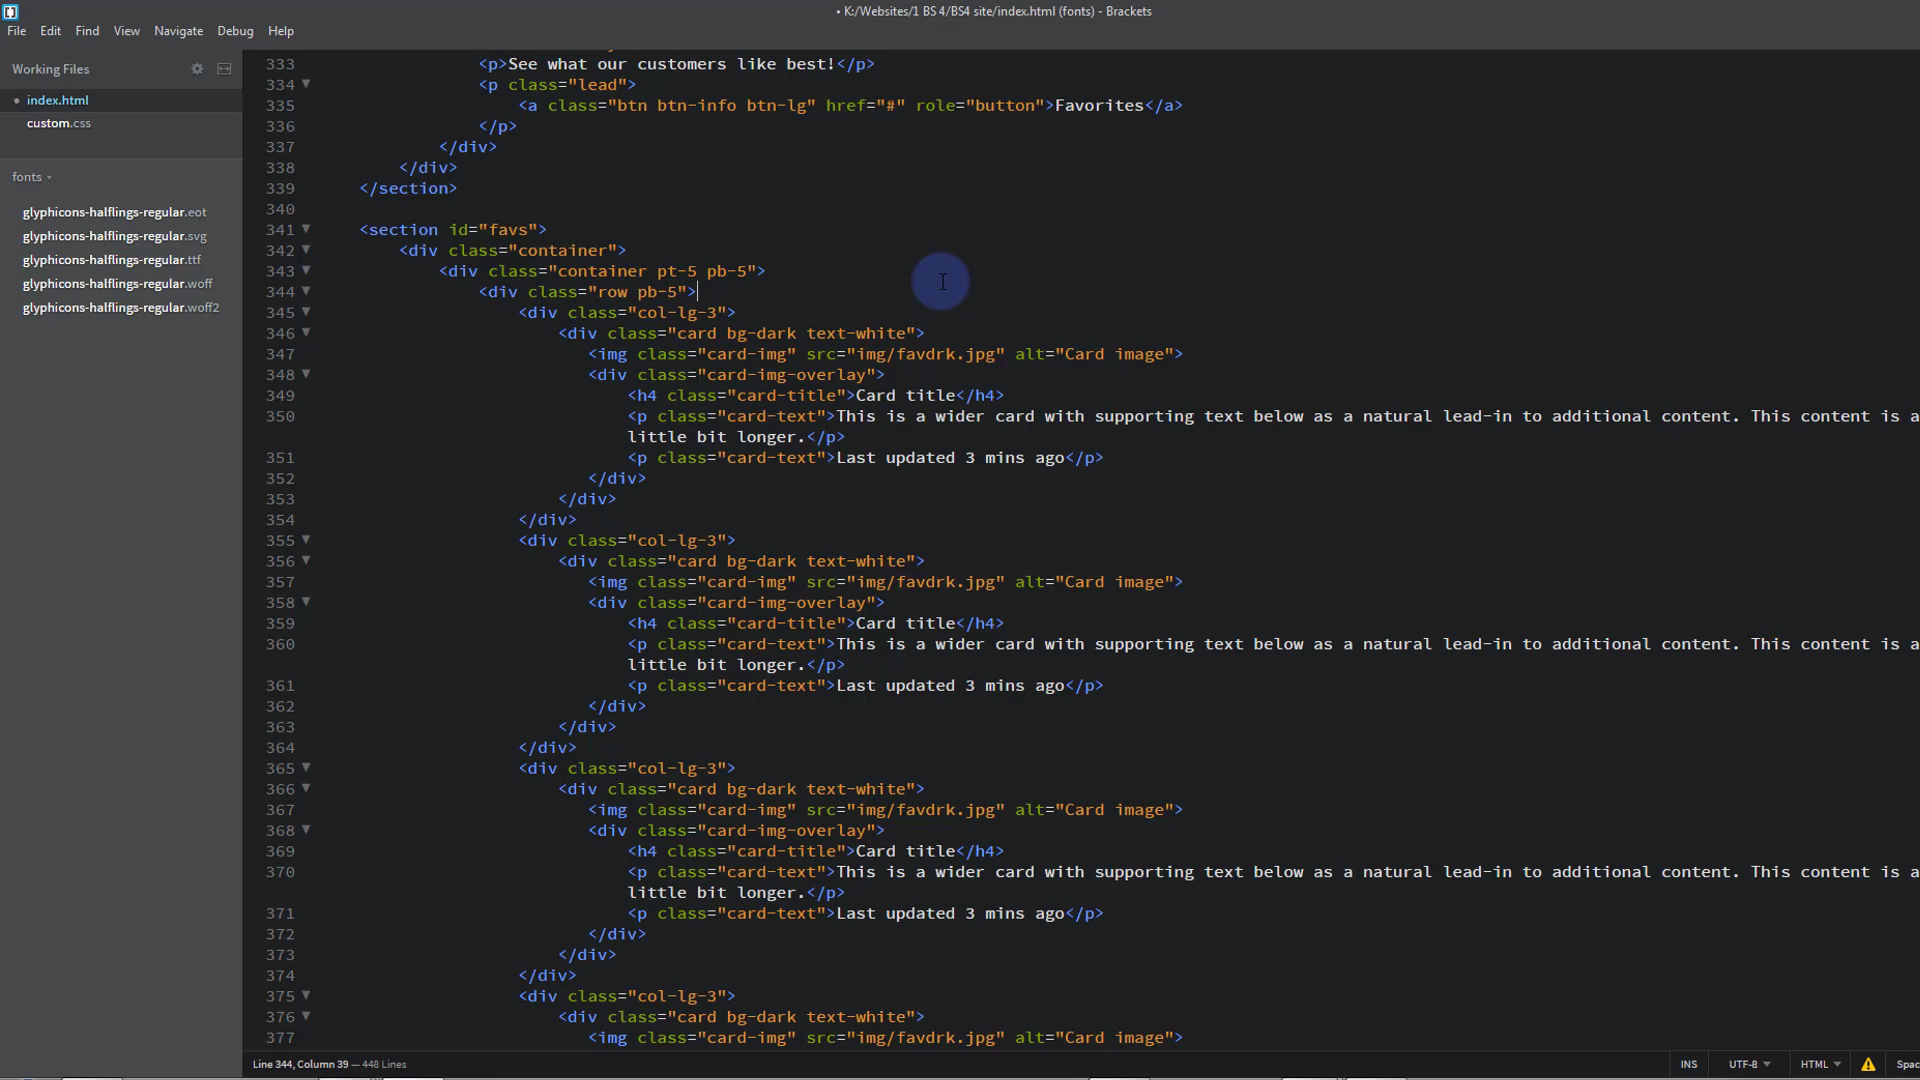 • K:/Websites/1 BS 4/BS4 site/index.html (fonts) - Brackets
File Edit Find View Navigate Debug Help
Working Files
• index.html
custom.css
fonts
glyphicons-halflings-regular.eot
glyphicons-halflings-regular.svg
glyphicons-halflings-regular.ttf
glyphicons-halflings-regular.woff
glyphicons-halflings-regular.woff2
333 <p>See what our customers like best!</p>
334 <p class="lead">
335 <a class="btn btn-info btn-lg" href="#" role="button">Favorites</a>
336 </p>
337 </div>
338 </div>
339 </section>
340
341 <section id="favs">
342 <div class="container">
343 <div class="container pt-5 pb-5">
344 <div class="row pb-5">
345 <div class="col-lg-3">
346 <div class="card bg-dark text-white">
347 <img class="card-img" src="img/favdrk.jpg" alt="Card image">
348 <div class="card-img-overlay">
349 <h4 class="card-title">Card title</h4>
350 <p class="card-text">This is a wider card with supporting text below as a natural lead-in to additional content. This content is a
little bit longer.</p>
351 <p class="card-text">Last updated 3 mins ago</p>
352 </div>
353 </div>
354 </div>
355 <div class="col-lg-3">
356 <div class="card bg-dark text-white">
357 <img class="card-img" src="img/favdrk.jpg" alt="Card image">
358 <div class="card-img-overlay">
359 <h4 class="card-title">Card title</h4>
360 <p class="card-text">This is a wider card with supporting text below as a natural lead-in to additional content. This content is a
little bit longer.</p>
361 <p class="card-text">Last updated 3 mins ago</p>
362 </div>
363 </div>
364 </div>
365 <div class="col-lg-3">
366 <div class="card bg-dark text-white">
367 <img class="card-img" src="img/favdrk.jpg" alt="Card image">
368 <div class="card-img-overlay">
369 <h4 class="card-title">Card title</h4>
370 <p class="card-text">This is a wider card with supporting text below as a natural lead-in to additional content. This content is a
little bit longer.</p>
371 <p class="card-text">Last updated 3 mins ago</p>
372 </div>
373 </div>
374 </div>
375 <div class="col-lg-3">
376 <div class="card bg-dark text-white">
377 <img class="card-img" src="img/favdrk.jpg" alt="Card image">
Line 344, Column 39 — 448 Lines
INS UTF-8 HTML Spac